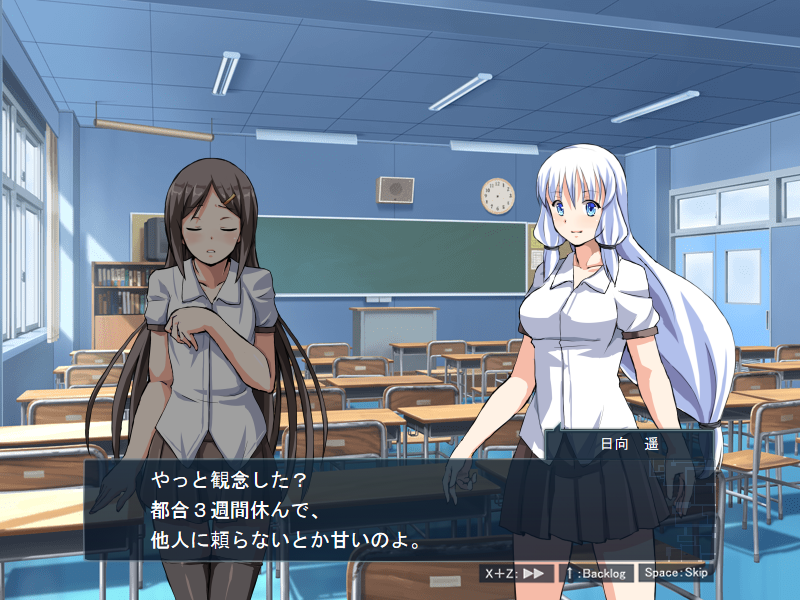 日向　遥
やっと観念した？
都合３週間休んで、
他人に頼らないとか甘いのよ。
X+Z:▶▶ ↑:Backlog Space:Skip